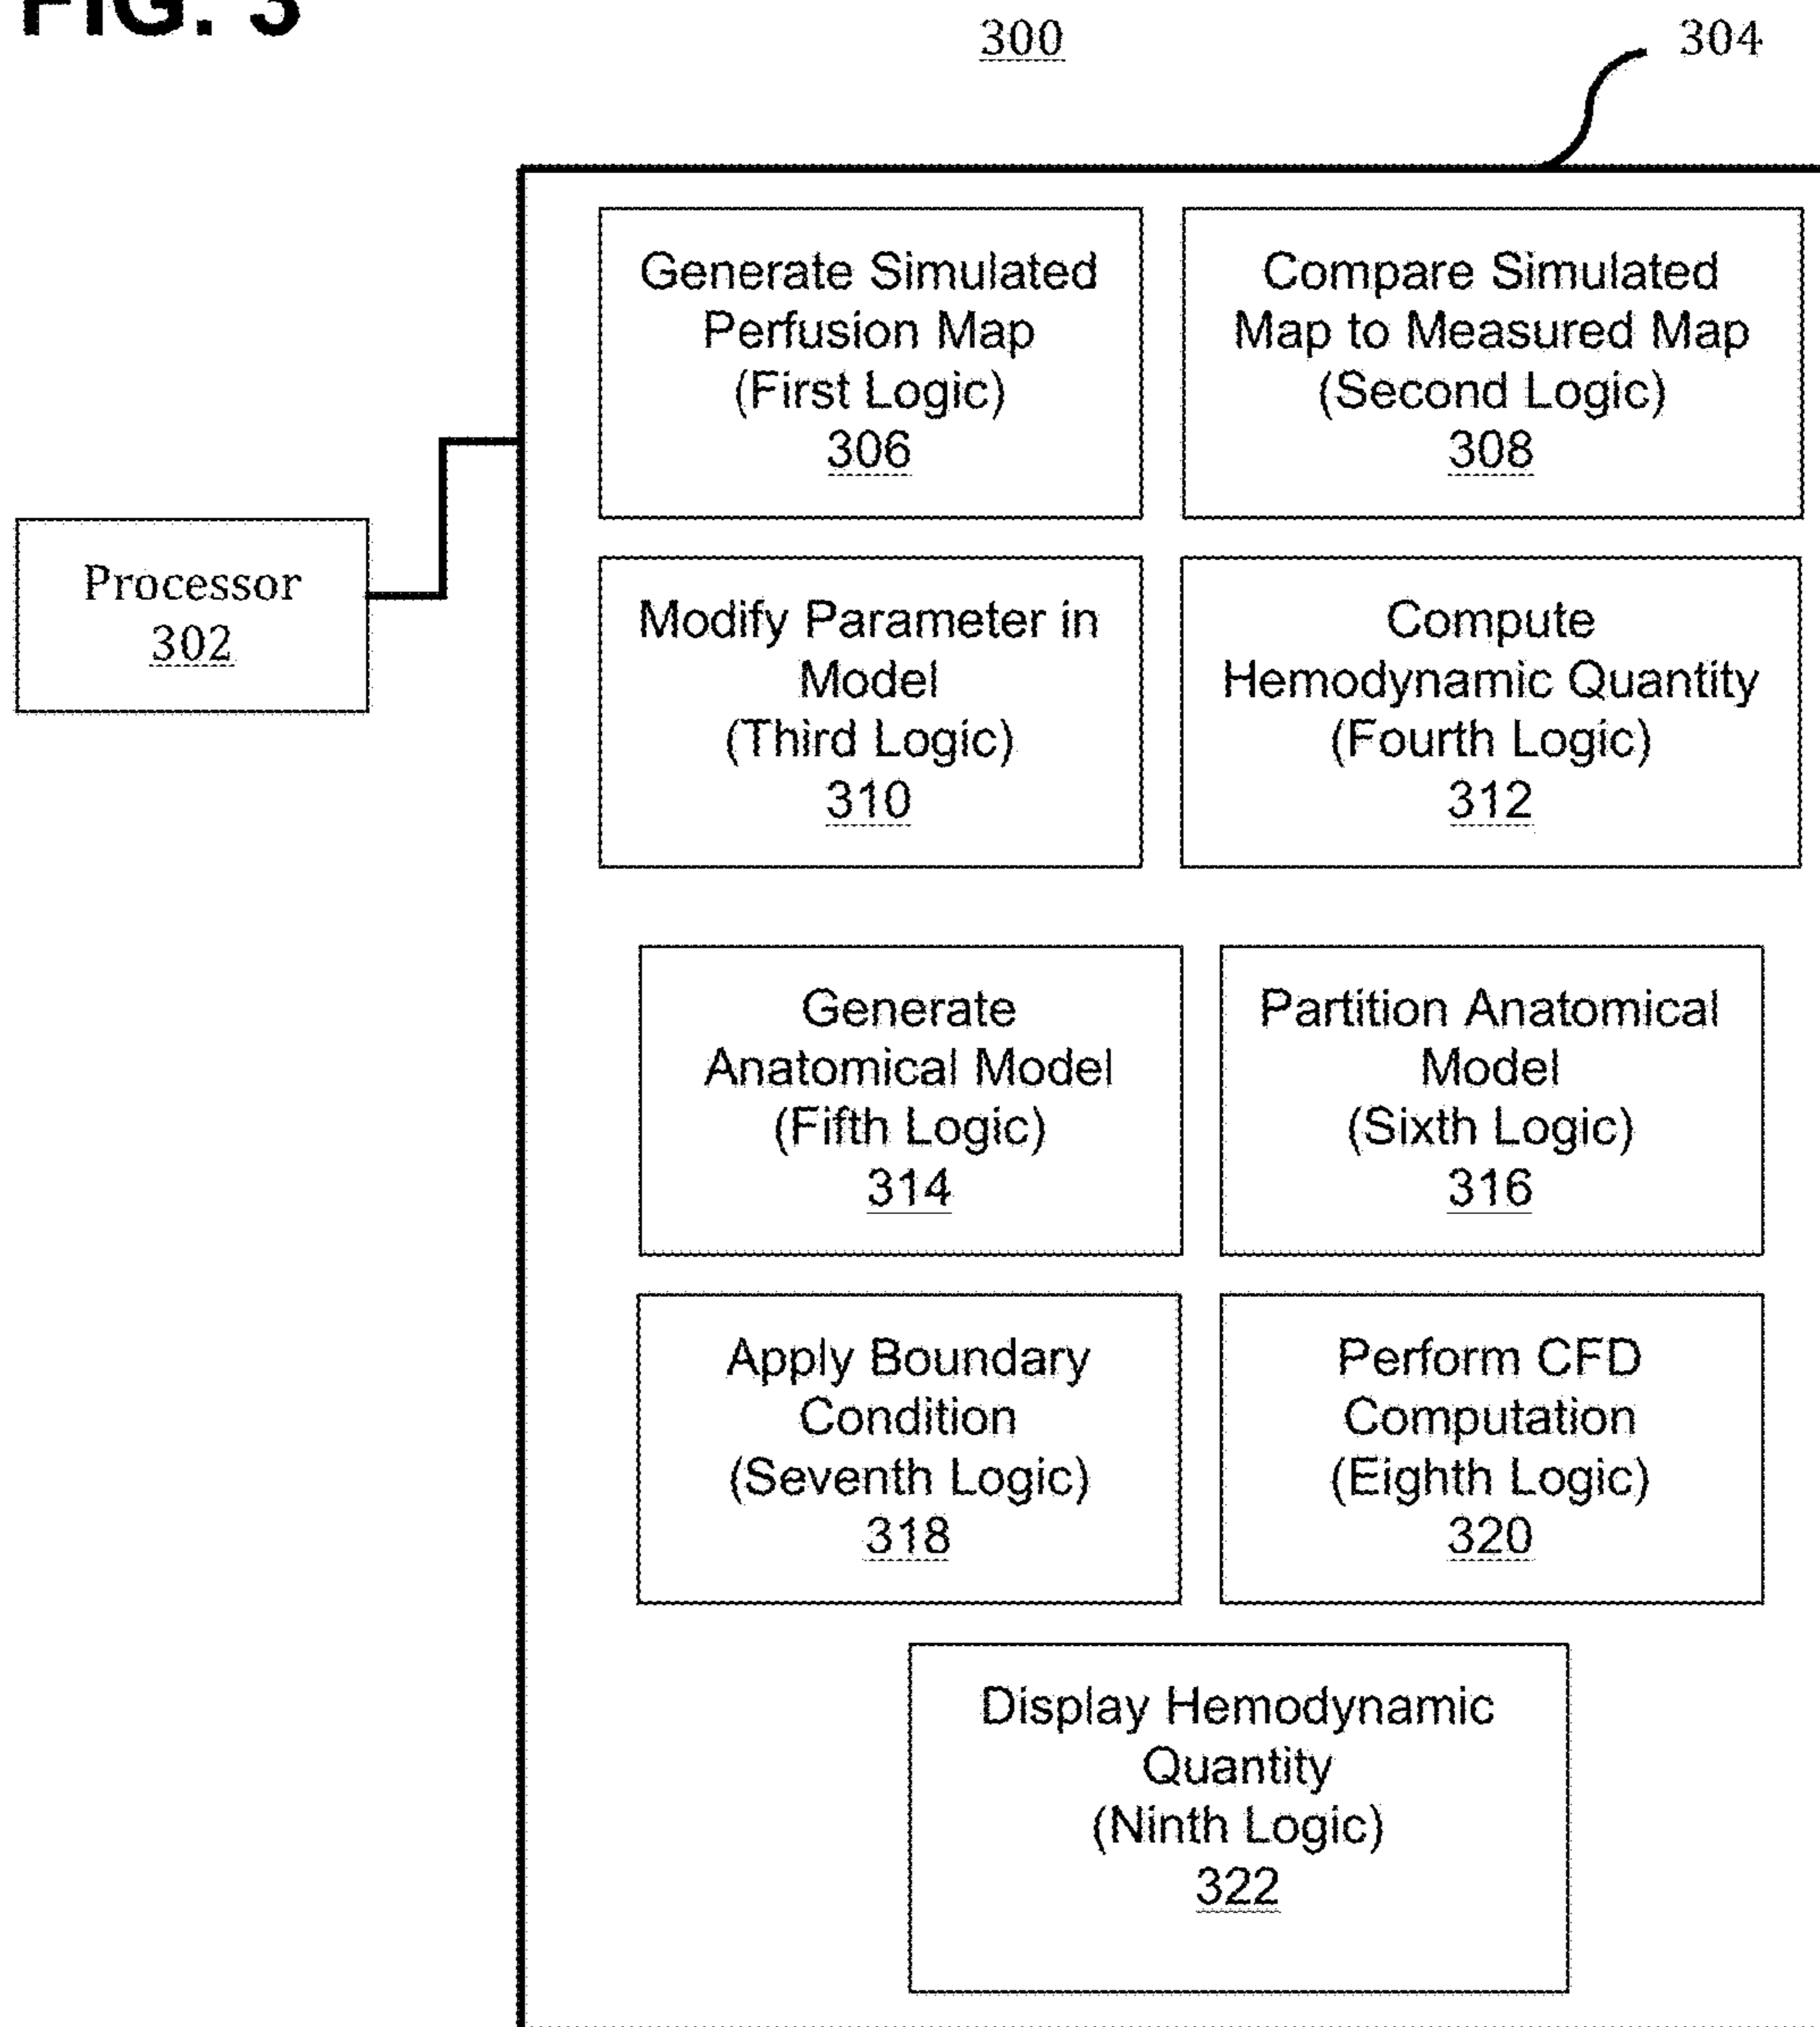 FIG. 3
300
304
Generate Simulated
Perfusion Map
(First Logic)
306
Compare Simulated
Map to Measured Map
(Second Logic)
308
Processor
302
Modify Parameter in
Model
(Third Logic)
310
Compute
Hemodynamic Quantity
(Fourth Logic)
312
Generate
Anatomical Model
(Fifth Logic)
314
Partition Anatomical
Model
(Sixth Logic)
316
Apply Boundary
Condition
(Seventh Logic)
318
Perform CFD
Computation
(Eighth Logic)
320
Display Hemodynamic
Quantity
(Ninth Logic)
322